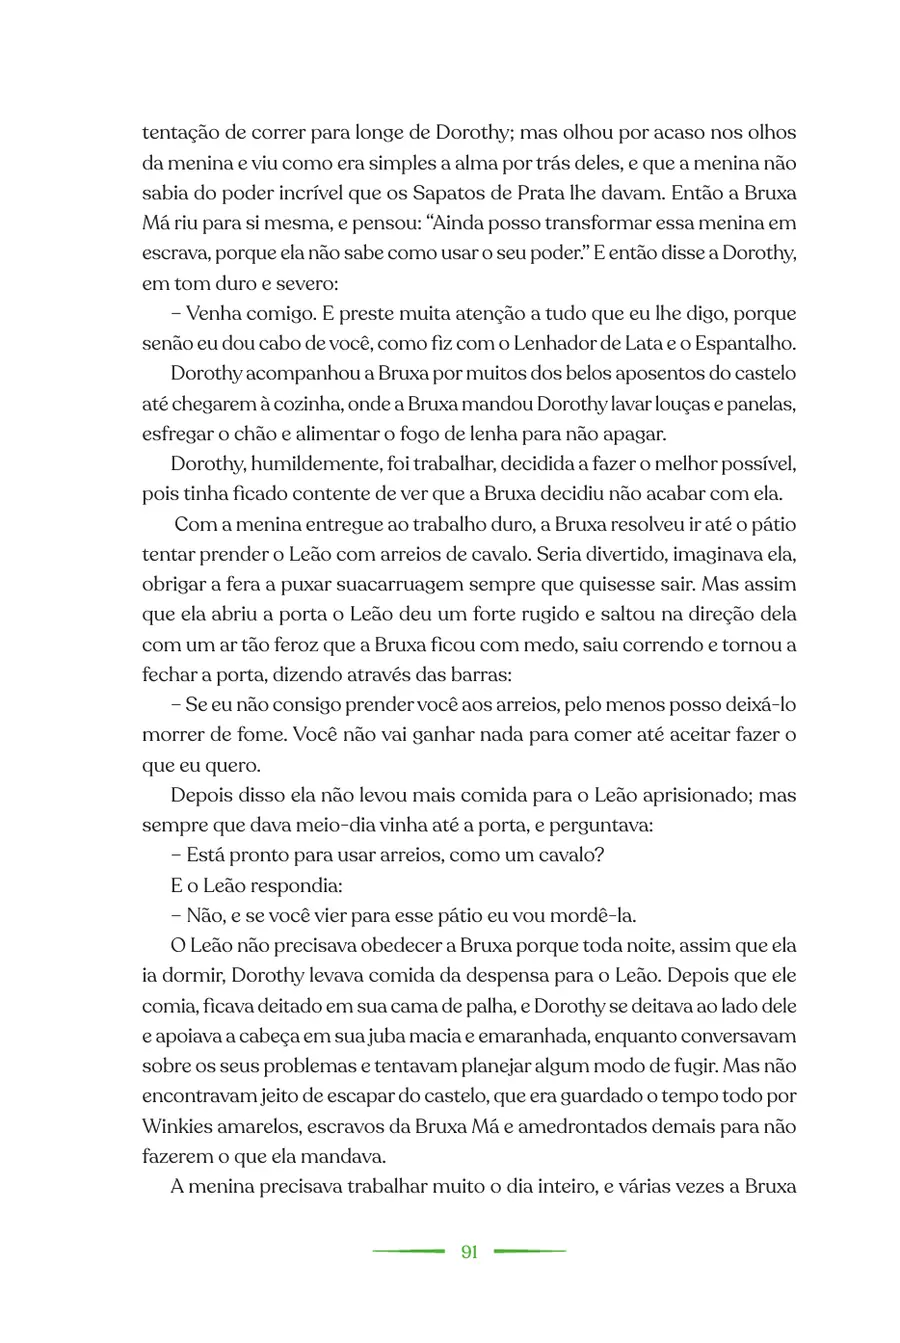 tentação de correr para longe de Dorothy; mas olhou por acaso nos olhos
da menina e viu como era simples a alma por trás deles, e que a menina não
sabia do poder incrível que os Sapatos de Prata lhe davam. Então a Bruxa
Má riu para si mesma, e pensou: “Ainda posso transformar essa menina em
escrava, porque ela não sabe como usar o seu poder.” E então disse a Dorothy,
em tom duro e severo:
– Venha comigo. E preste muita atenção a tudo que eu lhe digo, porque
senão eu dou cabo de você, como fiz com o Lenhador de Lata e o Espantalho.
Dorothy acompanhou a Bruxa por muitos dos belos aposentos do castelo
até chegarem à cozinha, onde a Bruxa mandou Dorothy lavar louças e panelas,
esfregar o chão e alimentar o fogo de lenha para não apagar.
Dorothy, humildemente, foi trabalhar, decidida a fazer o melhor possível,
pois tinha ficado contente de ver que a Bruxa decidiu não acabar com ela.
Com a menina entregue ao trabalho duro, a Bruxa resolveu ir até o pátio
tentar prender o Leão com arreios de cavalo. Seria divertido, imaginava ela,
obrigar a fera a puxar suacarruagem sempre que quisesse sair. Mas assim
que ela abriu a porta o Leão deu um forte rugido e saltou na direção dela
com um ar tão feroz que a Bruxa ficou com medo, saiu correndo e tornou a
fechar a porta, dizendo através das barras:
– Se eu não consigo prender você aos arreios, pelo menos posso deixá-lo
morrer de fome. Você não vai ganhar nada para comer até aceitar fazer o
que eu quero.
Depois disso ela não levou mais comida para o Leão aprisionado; mas
sempre que dava meio-dia vinha até a porta, e perguntava:
– Está pronto para usar arreios, como um cavalo?
E o Leão respondia:
– Não, e se você vier para esse pátio eu vou mordê-la.
O Leão não precisava obedecer a Bruxa porque toda noite, assim que ela
ia dormir, Dorothy levava comida da despensa para o Leão. Depois que ele
comia, ficava deitado em sua cama de palha, e Dorothy se deitava ao lado dele
e apoiava a cabeça em sua juba macia e emaranhada, enquanto conversavam
sobre os seus problemas e tentavam planejar algum modo de fugir. Mas não
encontravam jeito de escapar do castelo, que era guardado o tempo todo por
Winkies amarelos, escravos da Bruxa Má e amedrontados demais para não
fazerem o que ela mandava.
A menina precisava trabalhar muito o dia inteiro, e várias vezes a Bruxa
91